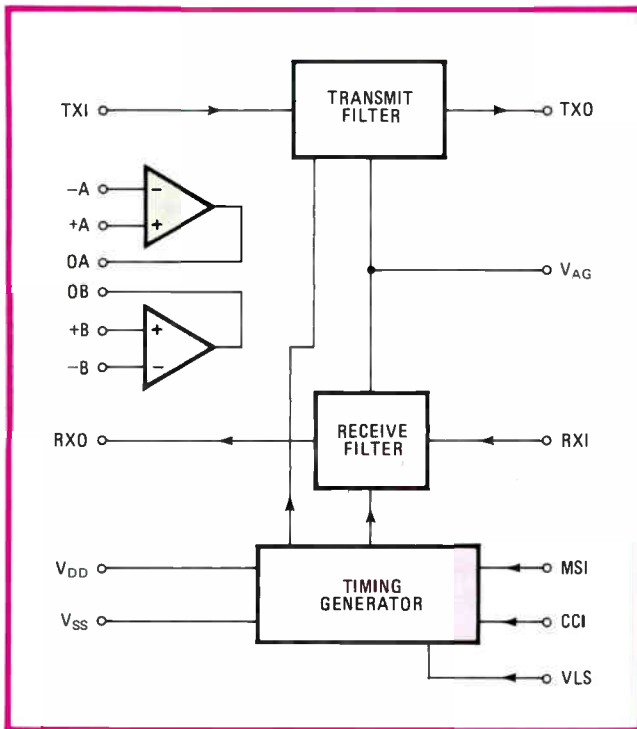 TRANSMIT
FILTER
TXI
TXO
−A
−
+A
+
OA
OB
+B
+
−B
−
VAG
RXO
RECEIVE
FILTER
RXI
VDD
VSS
TIMING
GENERATOR
MSI
CCI
VLS